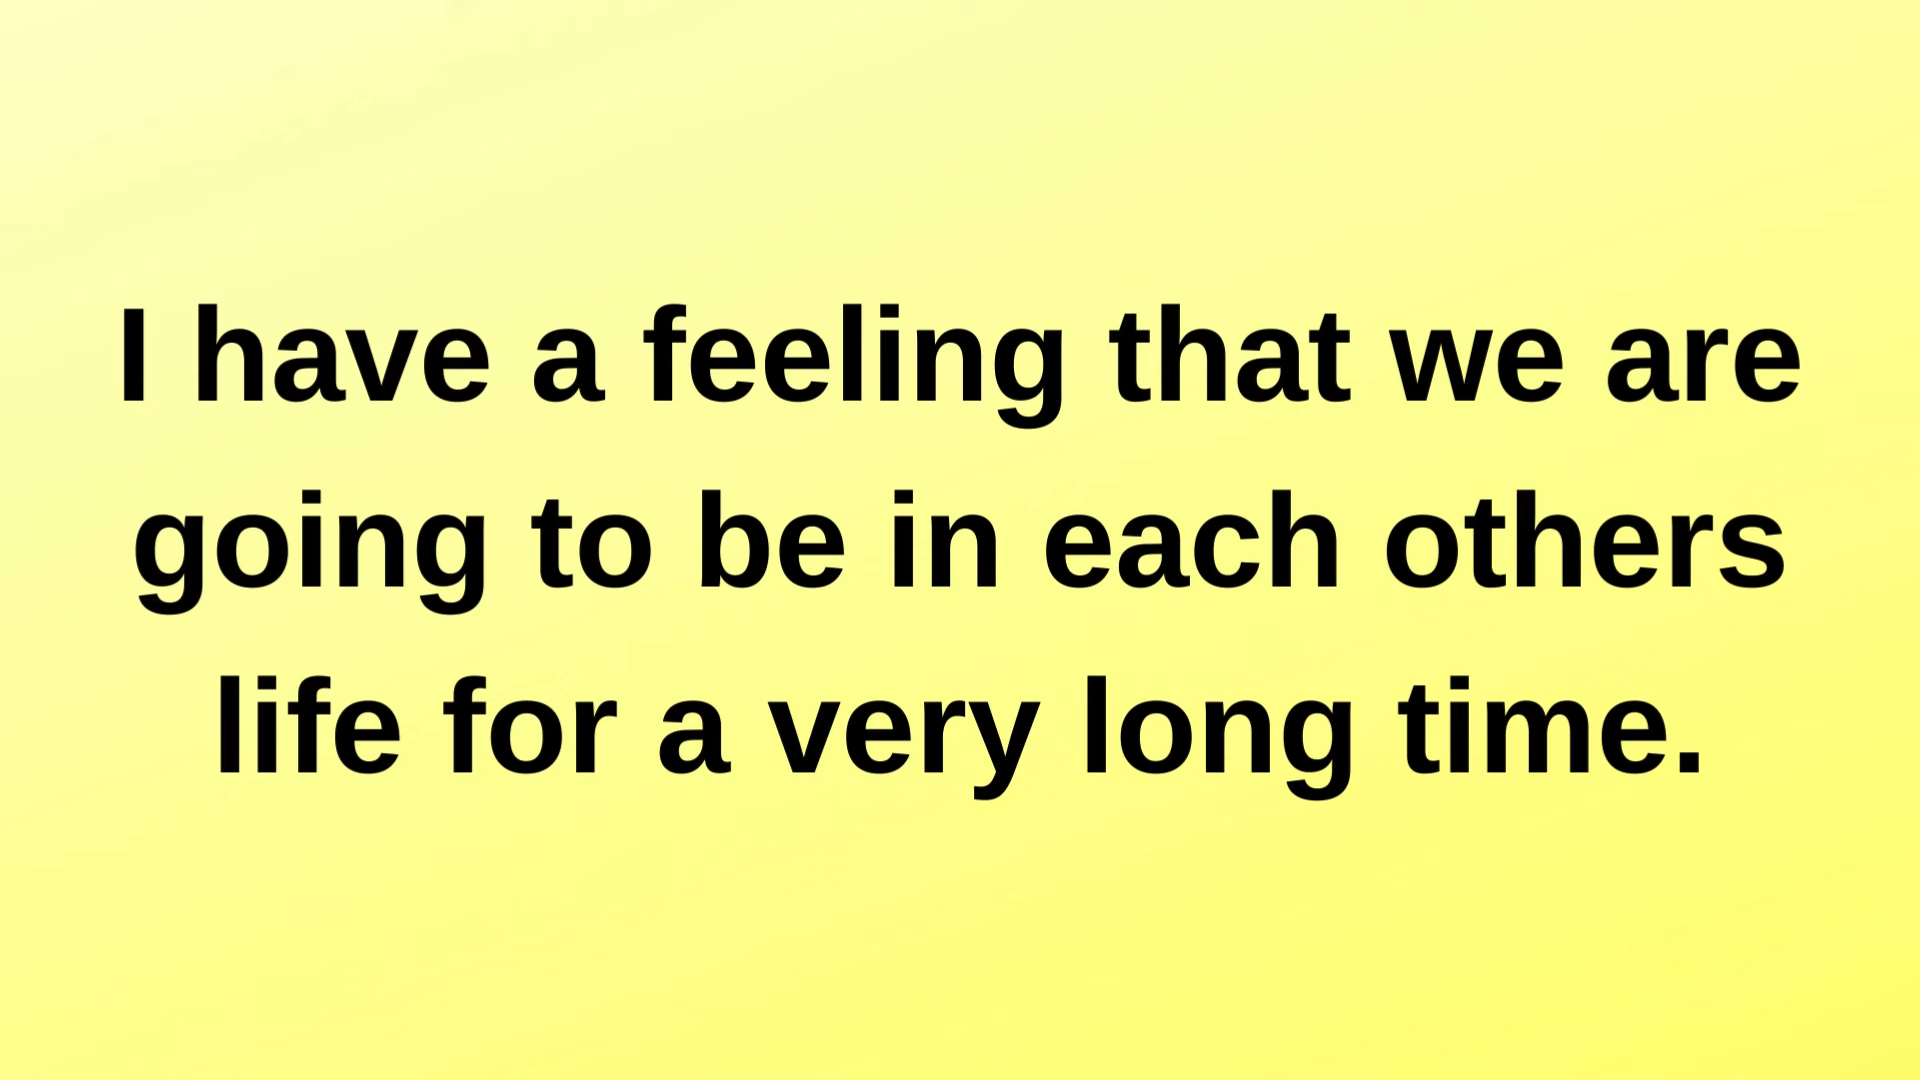 I have a feeling that we are
going to be in each others
life for a very long time.